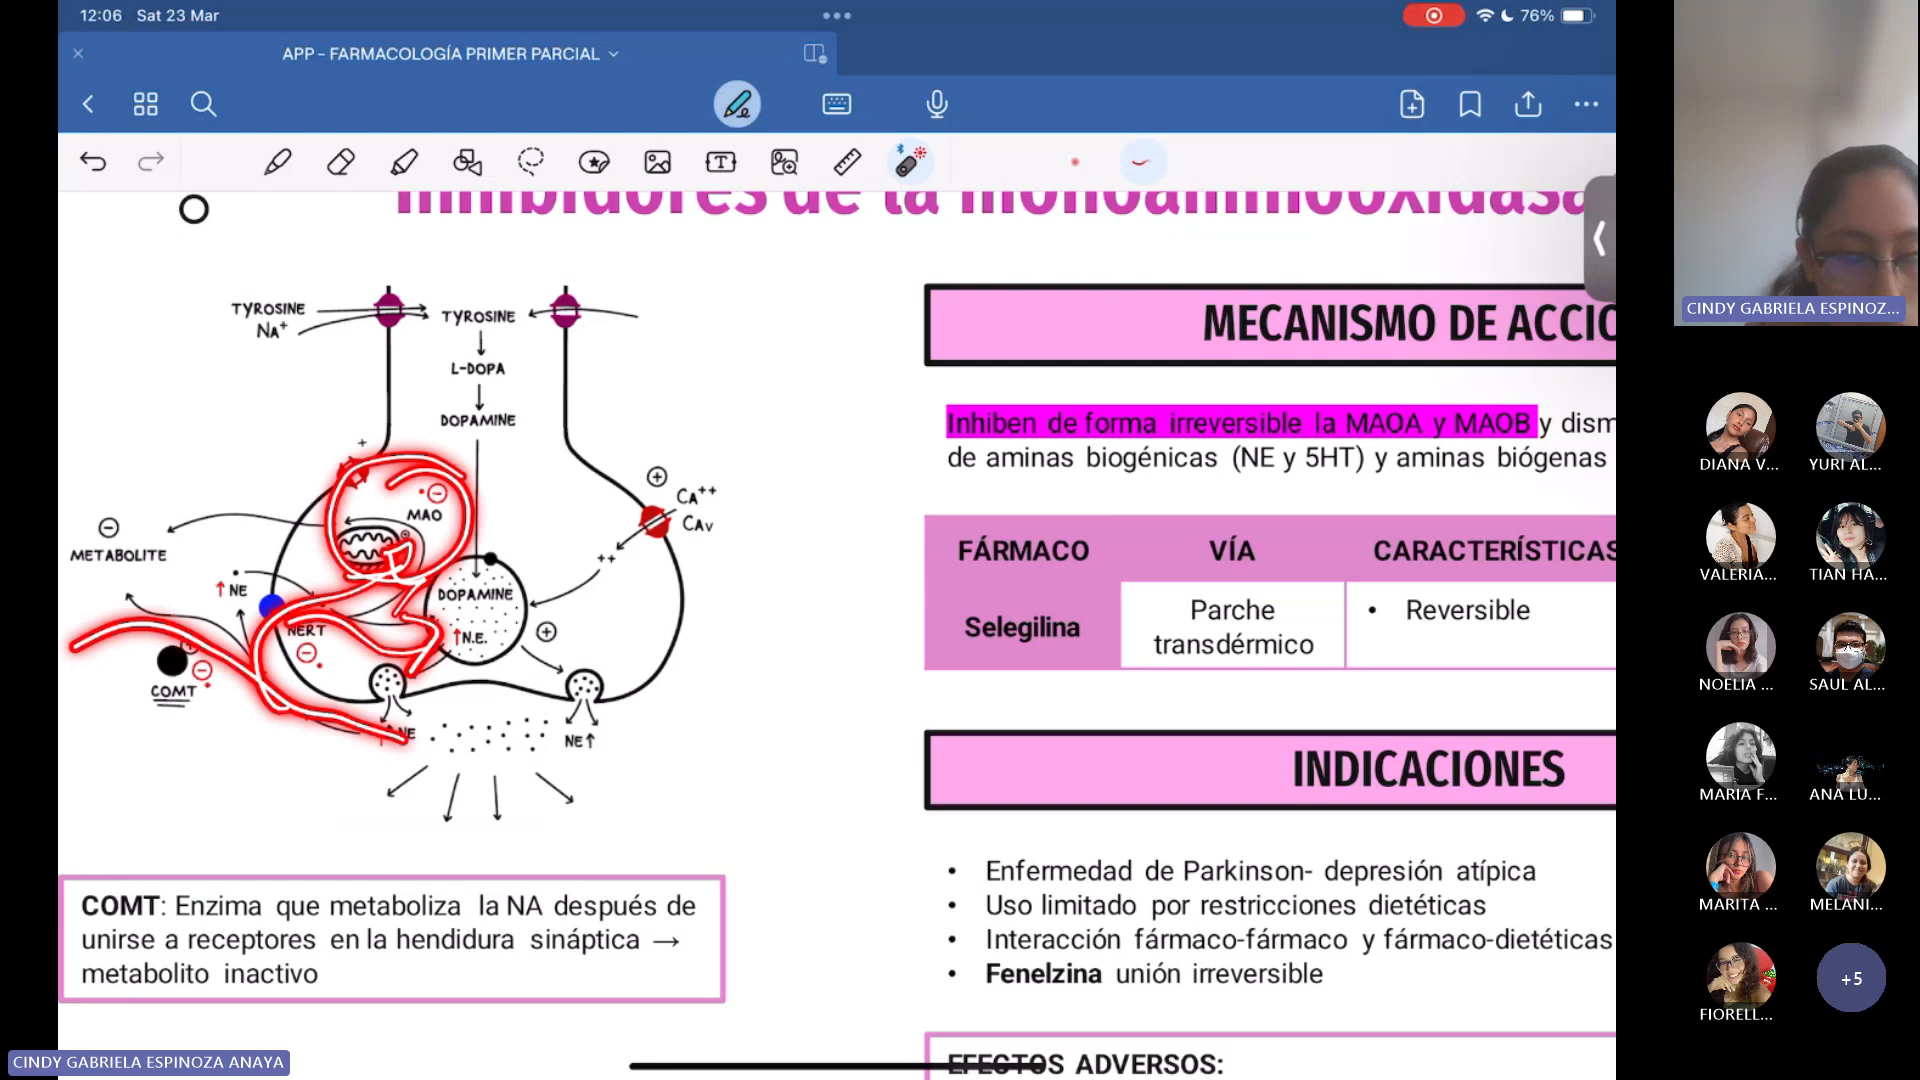 12:06 Sat 23 Mar
76%
APP - FARMACOLOGÍA PRIMER PARCIAL
Inhibidores de la monoaminooxidasa
TYROSINE
Na+
TYROSINE
L-DOPA
DOPAMINE
+
MAO
CA++
CAV
++
METABOLITE
NE
DOPAMINE
N.E.
NERT
COMT
NE
NE
COMT: Enzima que metaboliza la NA después de
unirse a receptores en la hendidura sináptica →
metabolito inactivo
MECANISMO DE ACCIO
Inhiben de forma irreversible la MAOA y MAOB y dism
de aminas biogénicas (NE y 5HT) y aminas biógenas
FÁRMACO VÍA CARACTERÍSTICAS
Selegilina Parche transdérmico • Reversible
INDICACIONES
• Enfermedad de Parkinson- depresión atípica
• Uso limitado por restricciones dietéticas
• Interacción fármaco-fármaco y fármaco-dietéticas
• Fenelzina unión irreversible
EFECTOS ADVERSOS:
CINDY GABRIELA ESPINOZA ANAYA
CINDY GABRIELA ESPINOZ...
DIANA V... YURI AL...
VALERIA... TIAN HA...
NOELIA ... SAUL AL...
MARIA F... ANA LU...
MARITA ... MELANI...
FIORELL... +5